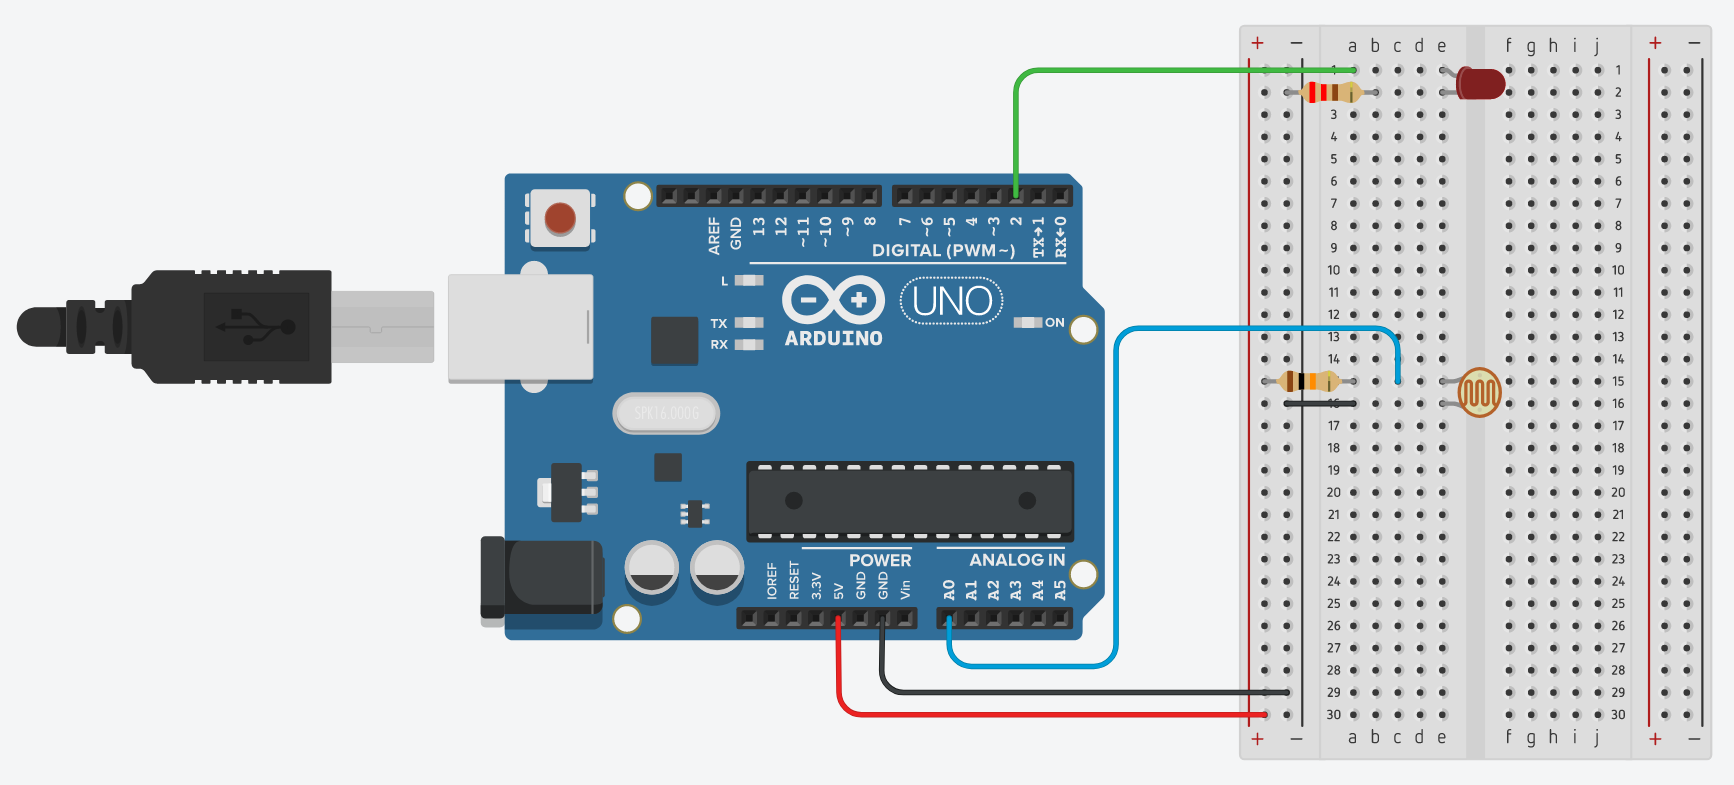 + − a b c d e f g h i j + −
1 1
2 2
3 3
4 4
5 5
6 6
7 7
8 8
9 9
10 10
11 11
12 12
13 13
14 14
15
16 16
17 17
18 18
19 19
20 20
21 21
22 22
23 23
24 24
25 25
26 26
27 27
28 28
29 29
30 30
+ − a b c d e f g h i j + −
AREF GND 13 12 ~11 ~10 ~9 8 7 ~6 ~5 4 ~3 2 TX→1 RX←0
DIGITAL (PWM~)
L
TX
RX
− +
UNO
ARDUINO
ON
SPK16.000G
POWER
ANALOG IN
IOREF RESET 3.3V 5V GND GND Vin A0 A1 A2 A3 A4 A5